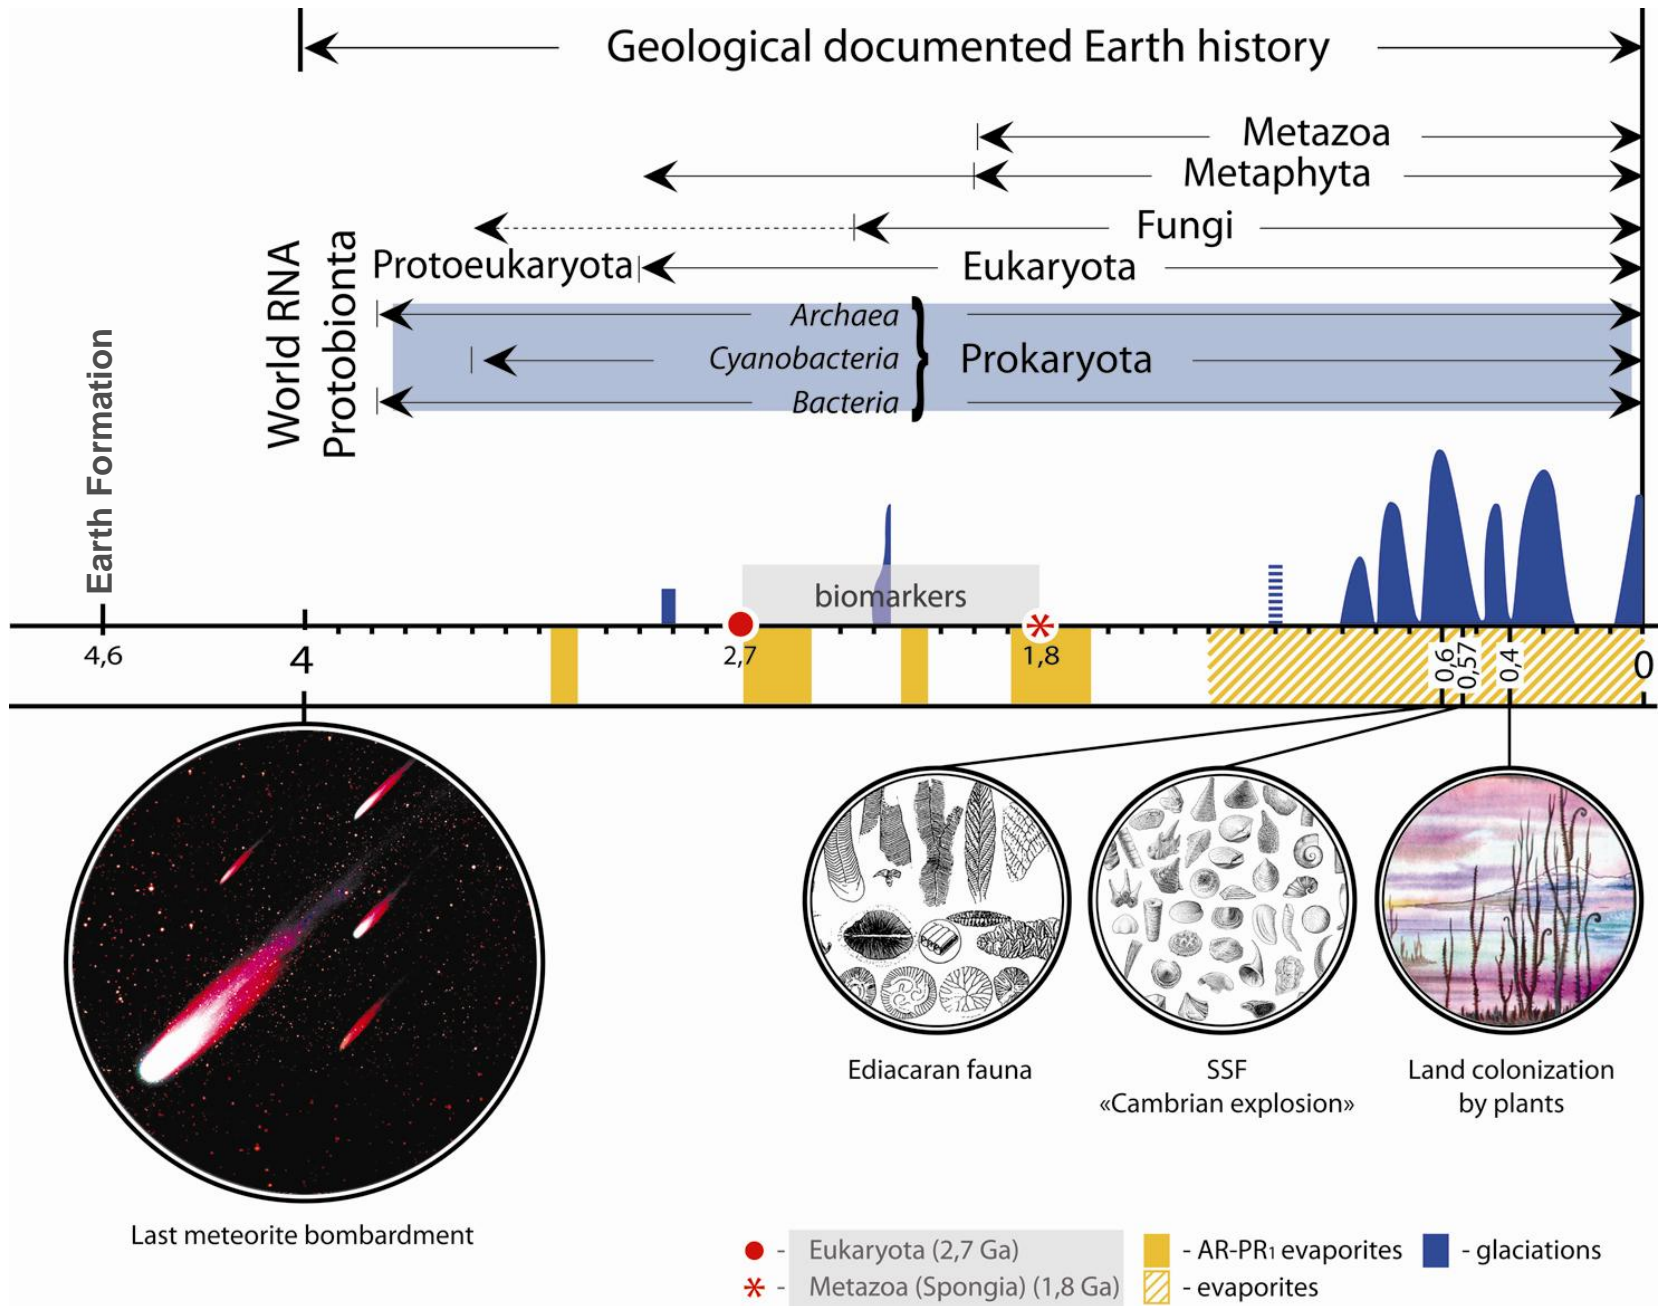 Geological documented Earth history
Metazoa
Metaphyta
Fungi
Protoeukaryota
Eukaryota
Archaea
Cyanobacteria
Bacteria
Prokaryota
World RNA
Protobionta
Earth Formation
biomarkers
4,6
4
2,7
1,8
0,6
0,57
0,4
0
Last meteorite bombardment
Ediacaran fauna
SSF
«Cambrian explosion»
Land colonization
by plants
- Eukaryota (2,7 Ga)
- Metazoa (Spongia) (1,8 Ga)
- AR-PR1 evaporites
- evaporites
- glaciations